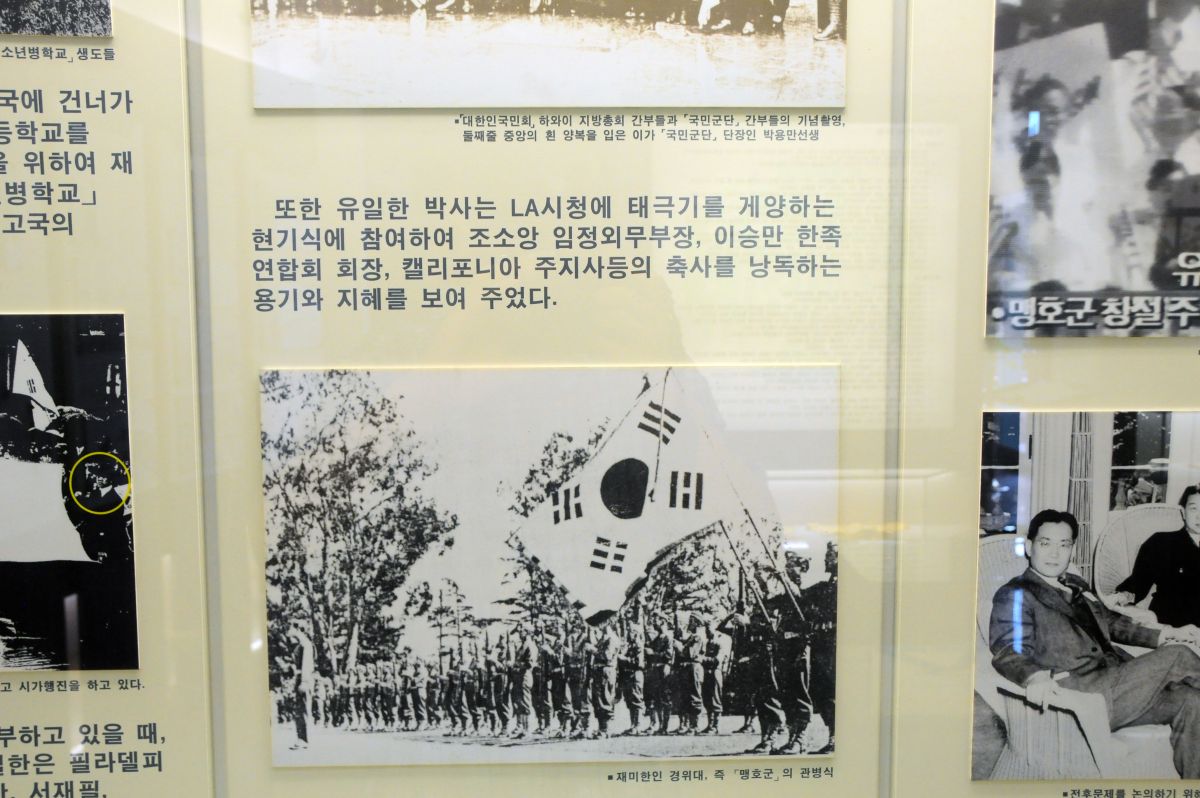 소년병학교」 생도들
국에 건너가
등학교를
을 위하여 재
병학교」
고국의
고 시가행진을 하고 있다.
부하고 있을 때,
일한은 필라델피
서재필,
▪「대한인국민회」 하와이 지방총회 간부들과 「국민군단」 간부들의 기념촬영,
둘째줄 중앙의 흰 양복을 입은 이가 「국민군단」 단장인 박용만선생
또한 유일한 박사는 LA시청에 태극기를 게양하는
현기식에 참여하여 조소앙 임정외무부장, 이승만 한족
연합회 회장, 캘리포니아 주지사등의 축사를 낭독하는
용기와 지혜를 보여 주었다.
▪재미한인 경위대, 즉 「맹호군」의 관병식
유
•맹호군 창설 주
▪전후문제를 논의하기 위하